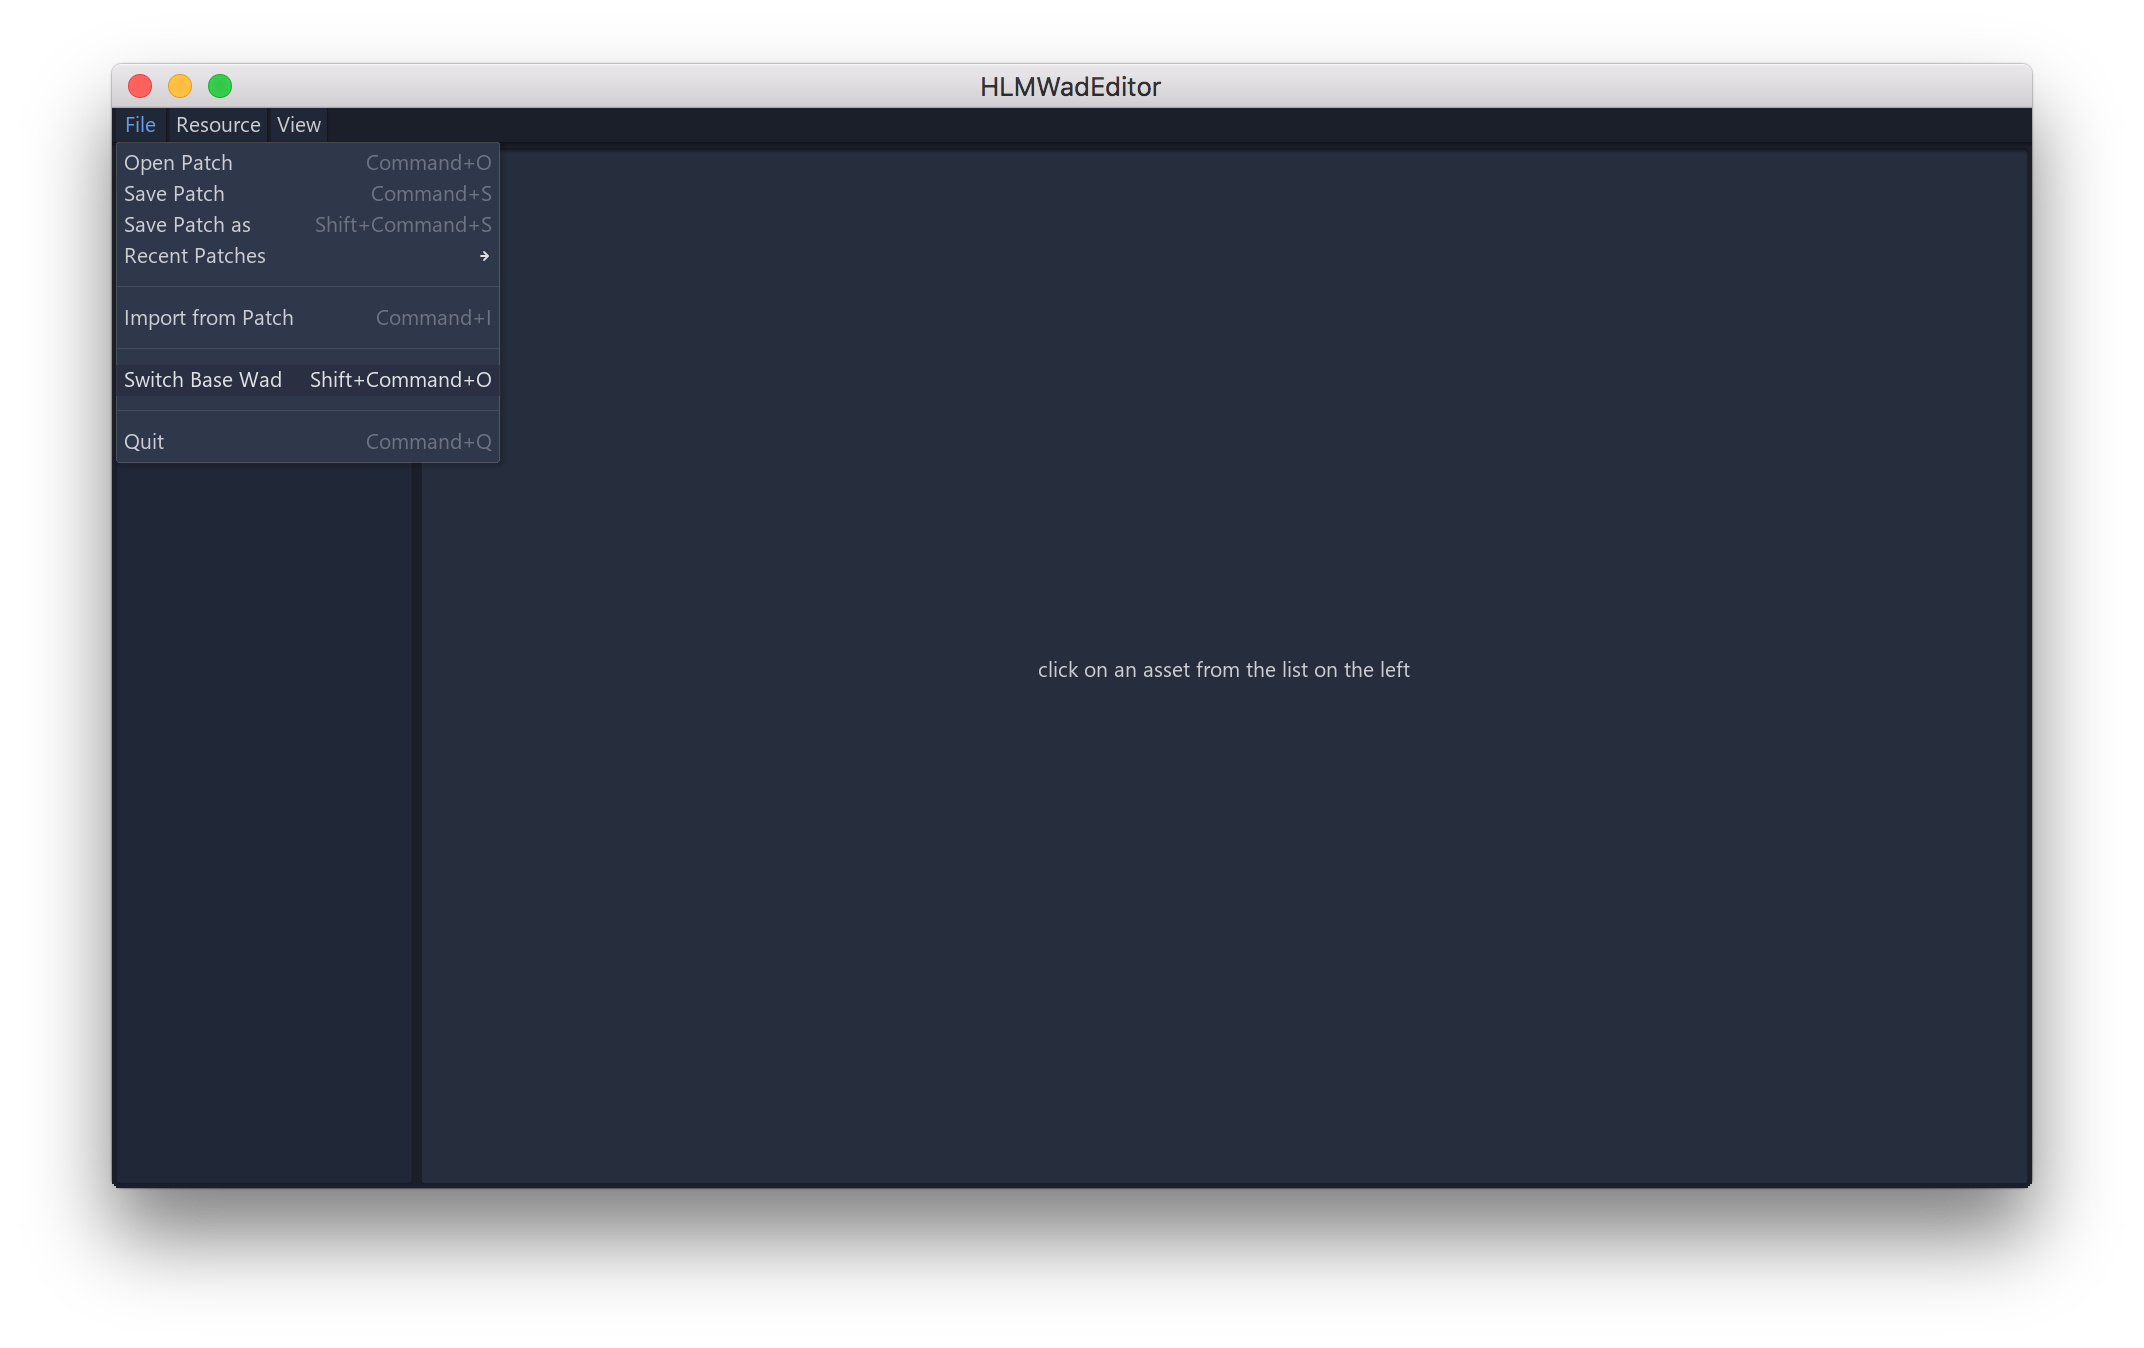 HLMWadEditor
File Resource View
Open Patch Command+O
Save Patch Command+S
Save Patch as Shift+Command+S
Recent Patches
Import from Patch Command+I
Switch Base Wad Shift+Command+O
Quit Command+Q
click on an asset from the list on the left